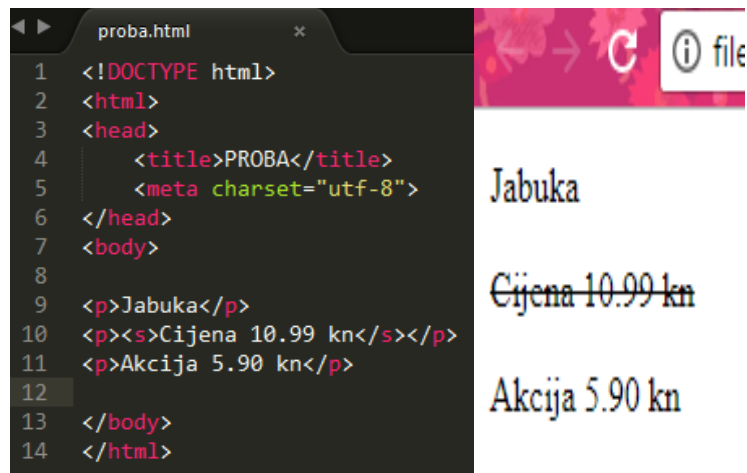 proba.html ×
1 <!DOCTYPE html>
2 <html>
3 <head>
4     <title>PROBA</title>
5     <meta charset="utf-8">
6 </head>
7 <body>
8
9 <p>Jabuka</p>
10 <p><s>Cijena 10.99 kn</s></p>
11 <p>Akcija 5.90 kn</p>
12
13 </body>
14 </html>
file
Jabuka
Cijena 10.99 kn
Akcija 5.90 kn